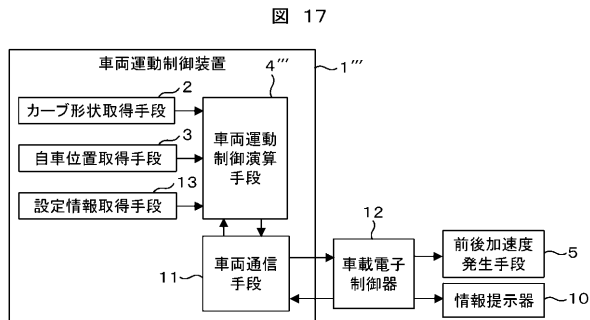 図 17
車両運動制御装置
1'''
4'''
2
カーブ形状取得手段
3
自車位置取得手段
13
設定情報取得手段
車両運動
制御演算
手段
11
車両通信
手段
12
車載電子
制御器
前後加速度
発生手段
5
情報提示器
10